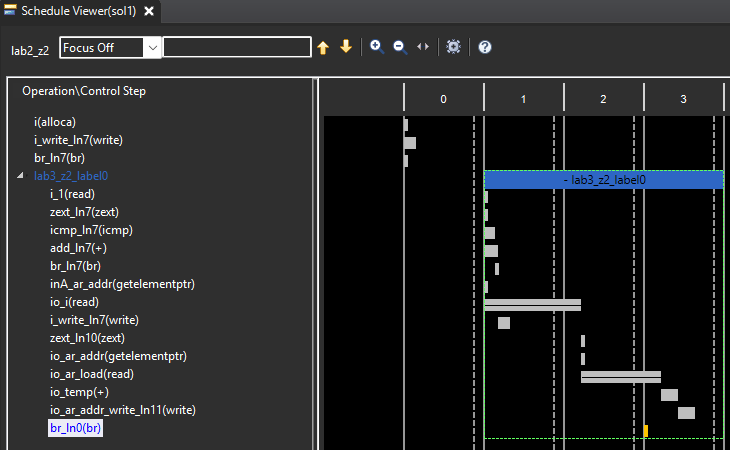 Schedule Viewer(sol1)
lab2_z2 Focus Off
Operation\Control Step 0 1 2 3
i(alloca)
i_write_ln7(write)
br_ln7(br)
lab3_z2_label0 - lab3_z2_label0
i_1(read)
zext_ln7(zext)
icmp_ln7(icmp)
add_ln7(+)
br_ln7(br)
inA_ar_addr(getelementptr)
io_i(read)
i_write_ln7(write)
zext_ln10(zext)
io_ar_addr(getelementptr)
io_ar_load(read)
io_temp(+)
io_ar_addr_write_ln11(write)
br_ln0(br)